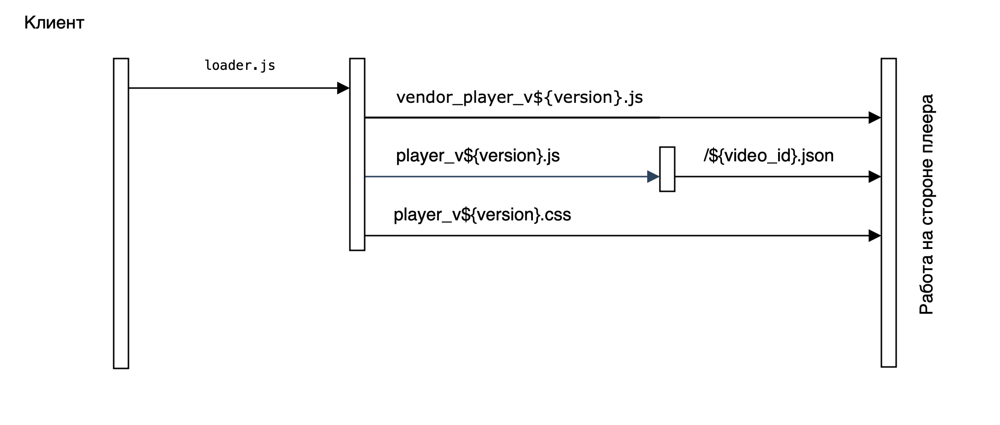 Клиент
loader.js
vendor_player_v${version}.js
player_v${version}.js
/${video_id}.json
player_v${version}.css
Работа на стороне плеера